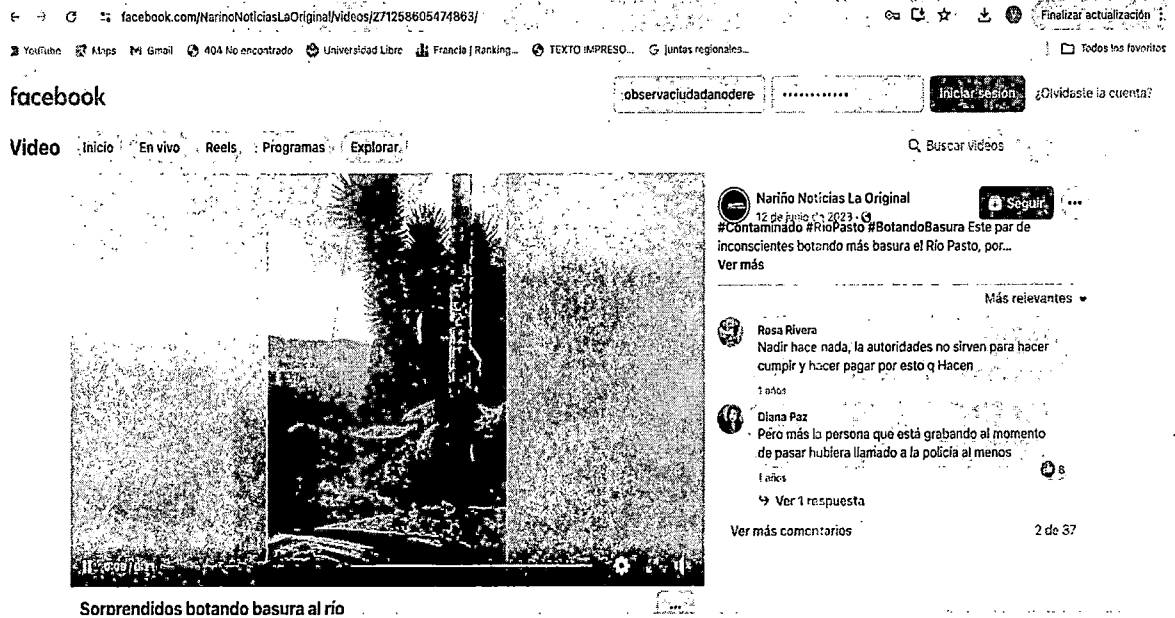 facebook.com/NarinoNoticiasLaOriginal/videos/271258605474863/
Finalizar actualización
YouTube Maps Gmail 404 No encontrado Universidad Libre Francia | Ranking... TEXTO IMPRESO... juntas regionales... Todos los favoritos
facebook
observaciudadanodere
Iniciar sesión
¿Olvidaste la cuenta?
Video Inicio En vivo Reels Programas Explorar
Buscar videos
Nariño Noticias La Original
12 de junio de 2023
Seguir
#Contaminado #RíoPasto #BotandoBasura Este par de
inconscientes botando más basura el Río Pasto, por...
Ver más
Más relevantes
Rosa Rivera
Nadir hace nada, la autoridades no sirven para hacer
cumplir y hacer pagar por esto q Hacen
1 años
Diana Paz
Pero más la persona que está grabando al momento
de pasar hubiera llamado a la policía al menos
1 años
8
Ver 1 respuesta
Ver más comentarios 2 de 37
Sorprendidos botando basura al río